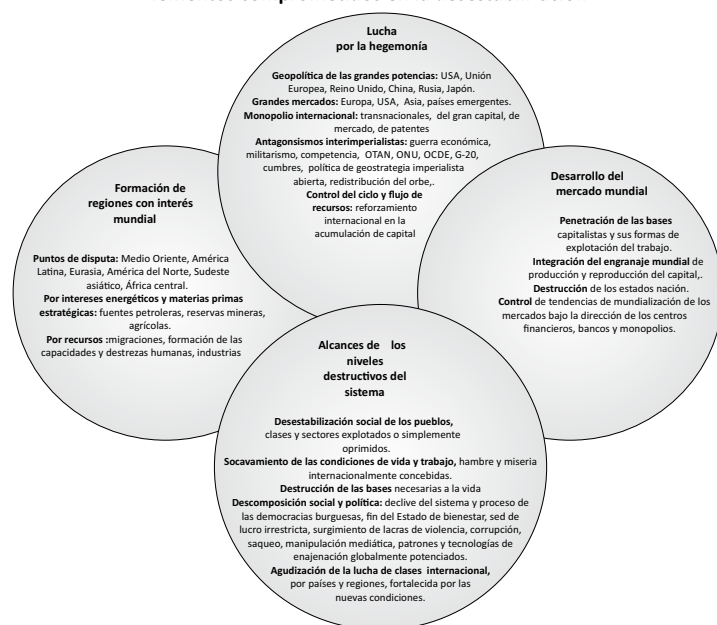 Lucha
por la hegemonía
Geopolítica de las grandes potencias: USA, Unión
Europea, Reino Unido, China, Rusia, Japón.
Grandes mercados: Europa, USA, Asia, países emergentes.
Monopolio internacional: transnacionales, del gran capital, de
mercado, de patentes
Antagonismos interimperialistas: guerra económica,
militarismo, competencia, OTAN, ONU, OCDE, G-20,
cumbres, política de geostrategia imperialista
abierta, redistribución del orbe,.
Control del ciclo y flujo de
recursos: reforzamiento
internacional en la
acumulación de capital
Formación de
regiones con interés
mundial
Puntos de disputa: Medio Oriente, América
Latina, Eurasia, América del Norte, Sudeste
asiático, África central.
Por intereses energéticos y materias primas
estratégicas: fuentes petroleras, reservas mineras,
agrícolas.
Por recursos :migraciones, formación de las
capacidades y destrezas humanas, industrias
Desarrollo del
mercado mundial
Penetración de las bases
capitalistas y sus formas de
explotación del trabajo.
Integración del engranaje mundial de
producción y reproducción del capital,.
Destrucción de los estados nación.
Control de tendencias de mundialización de los
mercados bajo la dirección de los centros
financieros, bancos y monopolios.
Alcances de los
niveles
destructivos del
sistema
Desestabilización social de los pueblos,
clases y sectores explotados o simplemente
oprimidos.
Socavamiento de las condiciones de vida y trabajo, hambre y miseria
internacionalmente concebidas.
Destrucción de las bases necesarias a la vida
Descomposición social y política: declive del sistema y proceso de
las democracias burguesas, fin del Estado de bienestar, sed de
lucro irrestricta, surgimiento de lacras de violencia, corrupción,
saqueo, manipulación mediática, patrones y tecnologías de
enajenación globalmente potenciados.
Agudización de la lucha de clases internacional,
por países y regiones, fortalecida por las
nuevas condiciones.